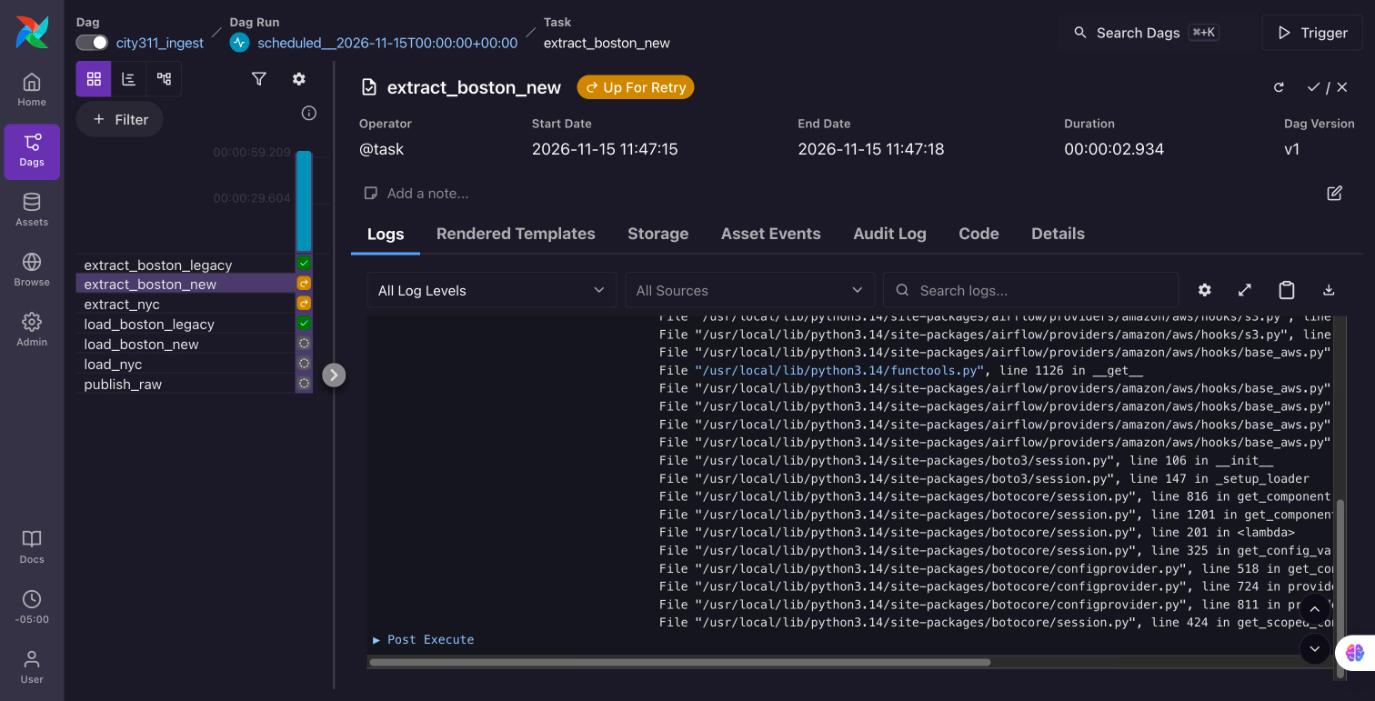 Dag
city311_ingest
Dag Run
scheduled__2026-11-15T00:00:00+00:00
Task
extract_boston_new
Search Dags ⌘+K
Trigger
Home
Dags
Assets
Browse
Admin
Docs
-05:00
User
+ Filter
00:00:59.209
00:00:29.604
extract_boston_legacy
extract_boston_new
extract_nyc
load_boston_legacy
load_boston_new
load_nyc
publish_raw
extract_boston_new Up For Retry
Operator Start Date End Date Duration Dag Version
@task 2026-11-15 11:47:15 2026-11-15 11:47:18 00:00:02.934 v1
Add a note...
Logs Rendered Templates Storage Asset Events Audit Log Code Details
All Log Levels All Sources Search logs...
File "/usr/local/lib/python3.14/site-packages/airflow/providers/amazon/aws/hooks/s3.py", line
File "/usr/local/lib/python3.14/site-packages/airflow/providers/amazon/aws/hooks/s3.py", line
File "/usr/local/lib/python3.14/site-packages/airflow/providers/amazon/aws/hooks/base_aws.py"
File "/usr/local/lib/python3.14/functools.py", line 1126 in __get__
File "/usr/local/lib/python3.14/site-packages/airflow/providers/amazon/aws/hooks/base_aws.py"
File "/usr/local/lib/python3.14/site-packages/airflow/providers/amazon/aws/hooks/base_aws.py"
File "/usr/local/lib/python3.14/site-packages/airflow/providers/amazon/aws/hooks/base_aws.py"
File "/usr/local/lib/python3.14/site-packages/airflow/providers/amazon/aws/hooks/base_aws.py"
File "/usr/local/lib/python3.14/site-packages/boto3/session.py", line 106 in __init__
File "/usr/local/lib/python3.14/site-packages/boto3/session.py", line 147 in _setup_loader
File "/usr/local/lib/python3.14/site-packages/botocore/session.py", line 816 in get_component
File "/usr/local/lib/python3.14/site-packages/botocore/session.py", line 1201 in get_component
File "/usr/local/lib/python3.14/site-packages/botocore/session.py", line 201 in <lambda>
File "/usr/local/lib/python3.14/site-packages/botocore/session.py", line 325 in get_config_va
File "/usr/local/lib/python3.14/site-packages/botocore/configprovider.py", line 518 in get_co
File "/usr/local/lib/python3.14/site-packages/botocore/configprovider.py", line 724 in provid
File "/usr/local/lib/python3.14/site-packages/botocore/configprovider.py", line 811 in
File "/usr/local/lib/python3.14/site-packages/botocore/session.py", line 424 in get_scoped_
▶ Post Execute